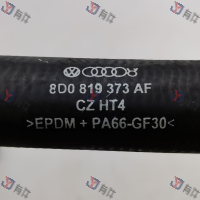 8D0 819 373 AF
CZ HT4
>EPDM + PA66-GF30<